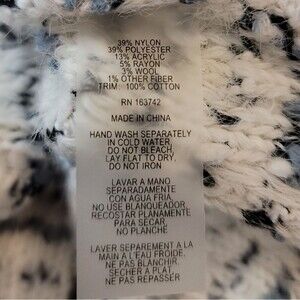 39% NYLON
39% POLYESTER
13% ACRYLIC
5% RAYON
3% WOOL
1% OTHER FIBER
TRIM: 100% COTTON
RN 163742
MADE IN CHINA
HAND WASH SEPARATELY
IN COLD WATER,
DO NOT BLEACH,
LAY FLAT TO DRY,
DO NOT IRON
LAVAR A MANO
SEPARADAMENTE
CON AGUA FRIA,
NO USE BLANQUEADOR,
RECOSTAR PLANAMENTE
PARA SECAR,
NO PLANCHE
LAVER SEPAREMENT A LA
MAIN A L'EAU FROIDE,
NE PAS BLANCHIR,
SECHER A PLAT
NE PAS REPASSER